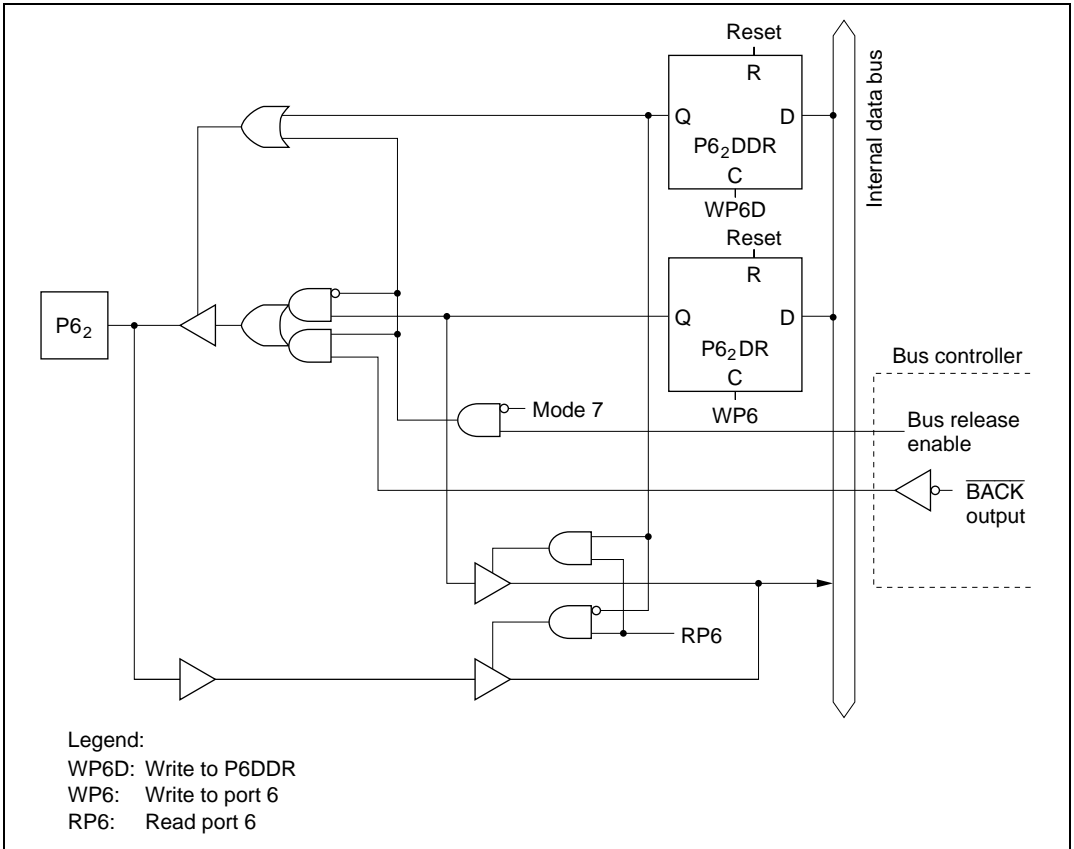 Reset
R
Q D
P6₂DDR
C
WP6D
Internal data bus
Reset
R
Q D
P6₂DR
C
WP6
P6₂
Bus controller
Mode 7
Bus release
enable
B̅A̅C̅K̅
output
RP6
Legend:
WP6D: Write to P6DDR
WP6: Write to port 6
RP6: Read port 6